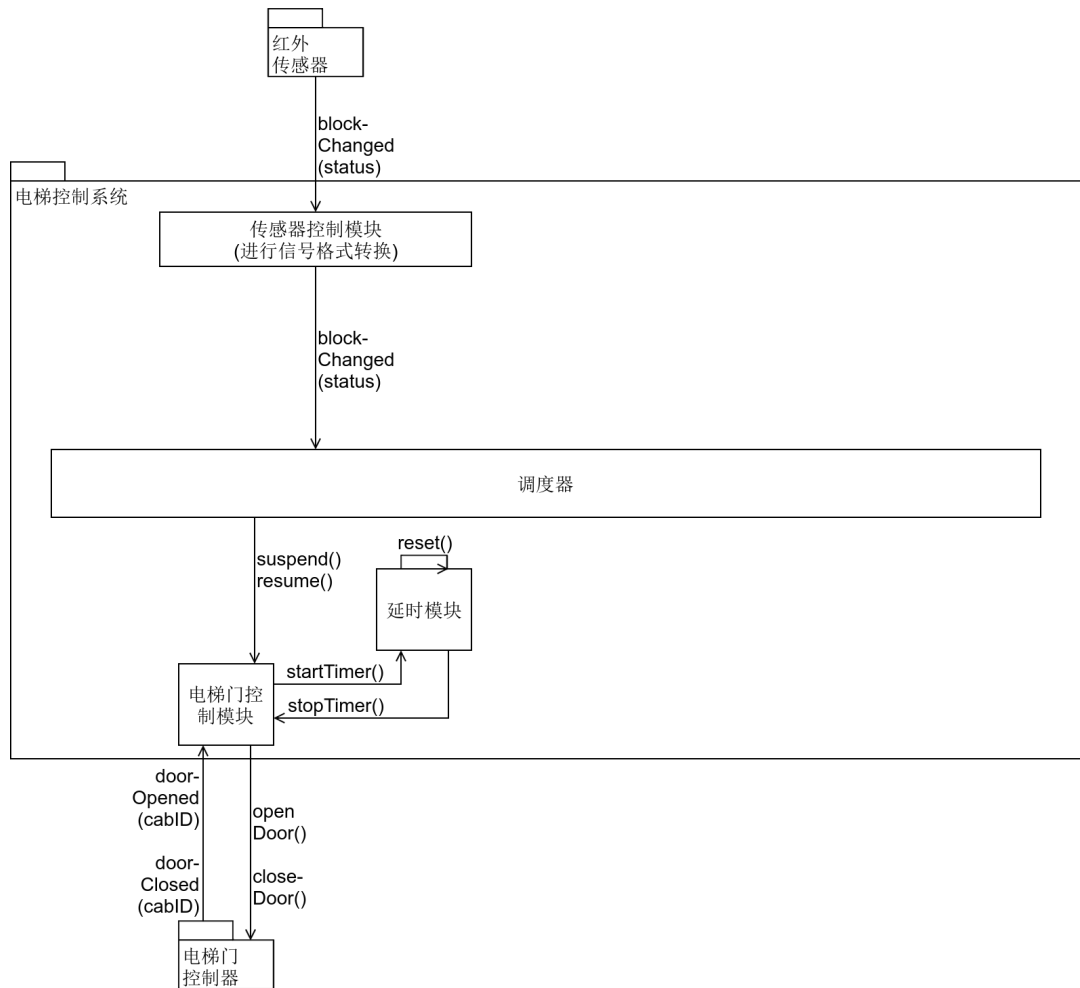 红外
传感器
block-
Changed
(status)
电梯控制系统
传感器控制模块
(进行信号格式转换)
block-
Changed
(status)
调度器
suspend()
resume()
reset()
延时模块
startTimer()
stopTimer()
电梯门控
制模块
door-
Opened
(cabID)
open
Door()
door-
Closed
(cabID)
close-
Door()
电梯门
控制器